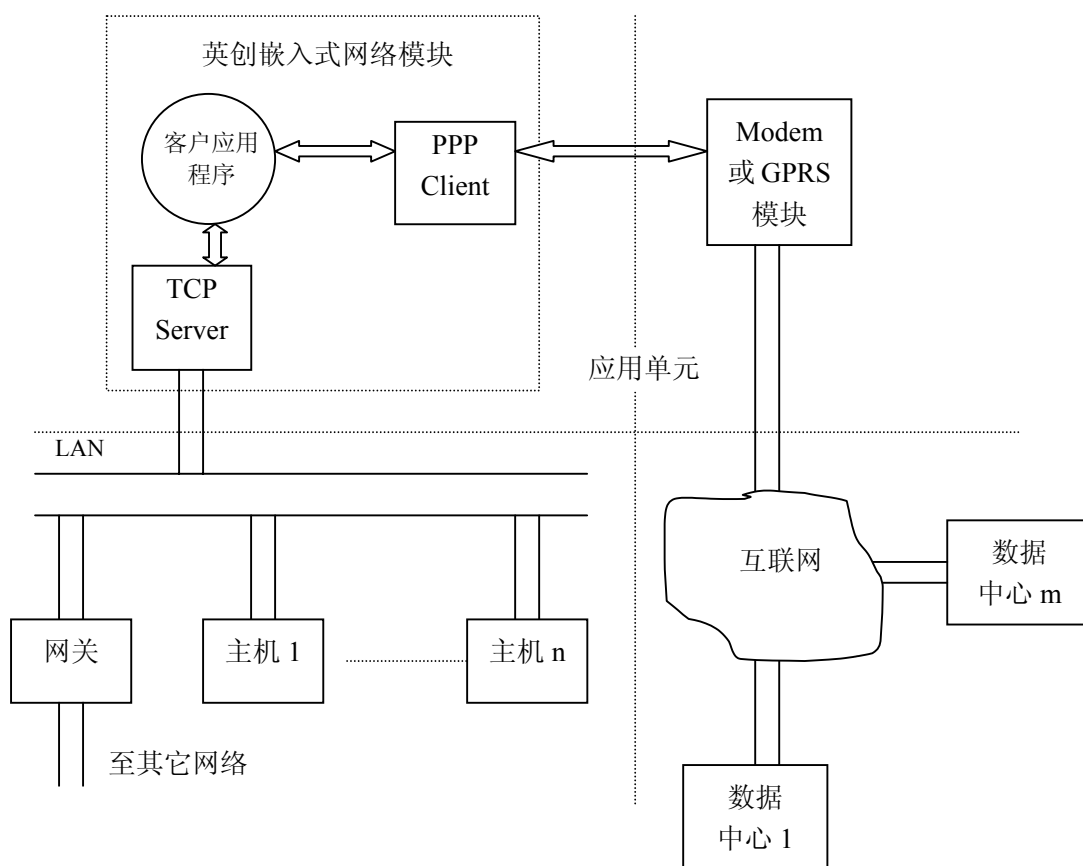 英创嵌入式网络模块
客户应用
程序
PPP
Client
Modem
或 GPRS
模块
TCP
Server
应用单元
LAN
互联网
数据
中心 m
网关
主机 1
主机 n
至其它网络
数据
中心 1